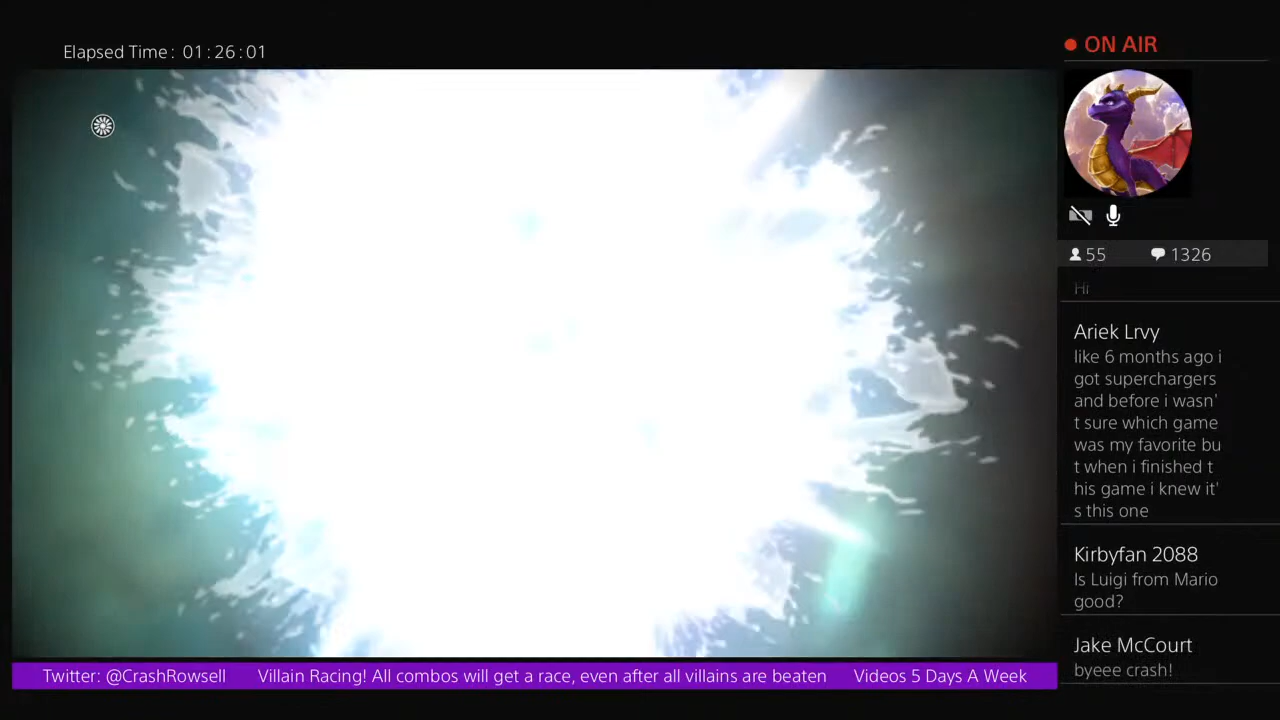 Elapsed Time: 01:26:01
ON AIR
55 1326
Hi
Ariek Lrvy
like 6 months ago i
got superchargers
and before i wasn'
t sure which game
was my favorite bu
t when i finished t
his game i knew it'
s this one
Kirbyfan 2088
Is Luigi from Mario
good?
Jake McCourt
byeee crash!
Twitter: @CrashRowsell Villain Racing! All combos will get a race, even after all villains are beaten Videos 5 Days A Week